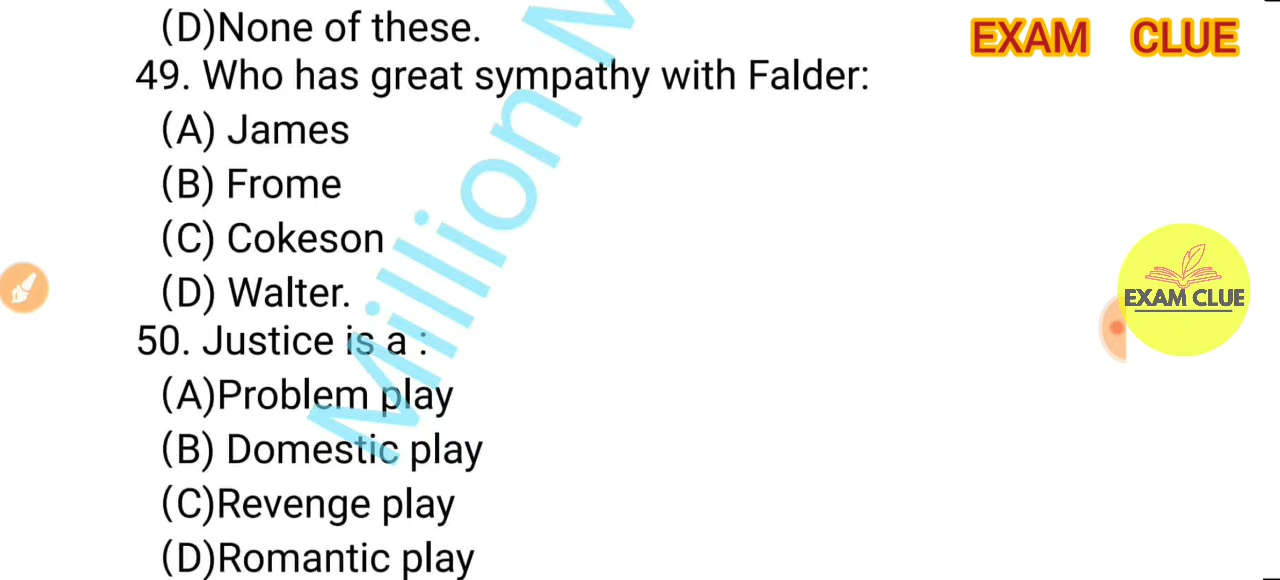 (D)None of these.
EXAM CLUE
49. Who has great sympathy with Falder:
(A) James
(B) Frome
(C) Cokeson
(D) Walter.
EXAM CLUE
50. Justice is a :
(A)Problem play
(B) Domestic play
(C)Revenge play
(D)Romantic play
Million